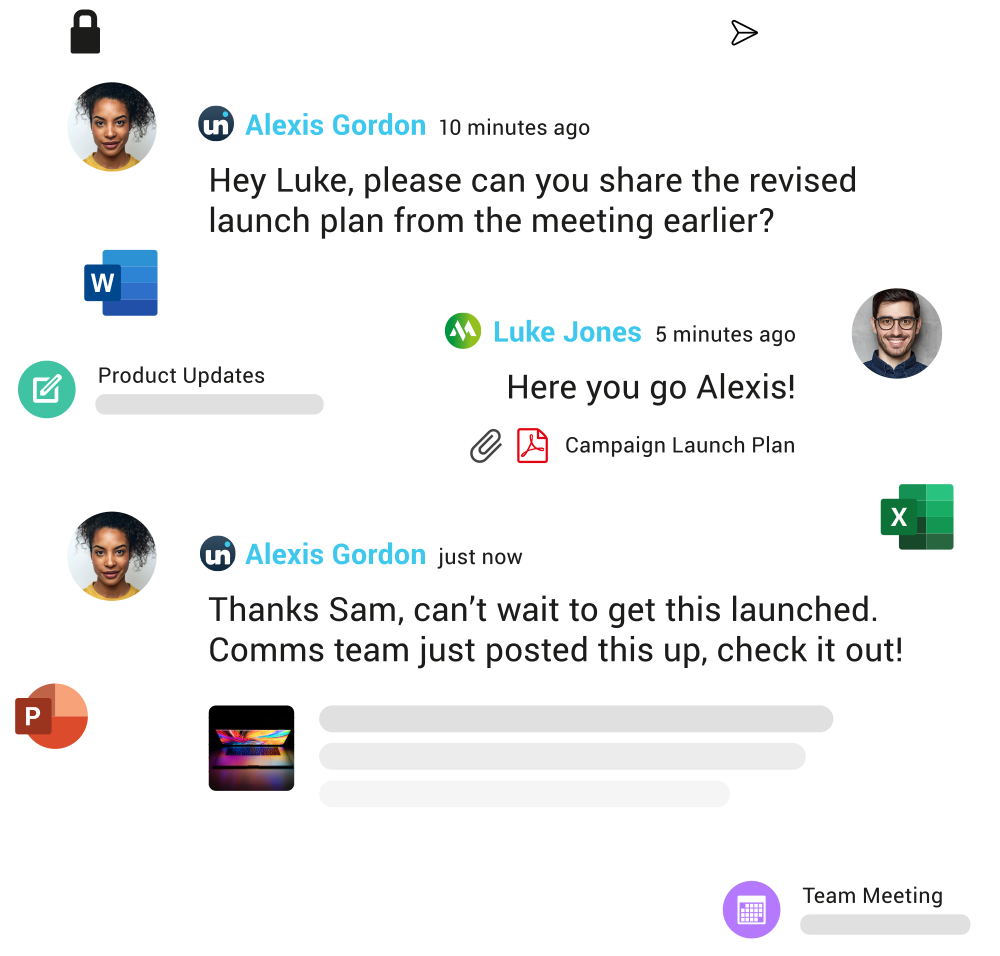 un Alexis Gordon 10 minutes ago
Hey Luke, please can you share the revised
launch plan from the meeting earlier?
W
Luke Jones 5 minutes ago
Product Updates
Here you go Alexis!
Campaign Launch Plan
X
un Alexis Gordon just now
Thanks Sam, can’t wait to get this launched.
Comms team just posted this up, check it out!
P
Team Meeting